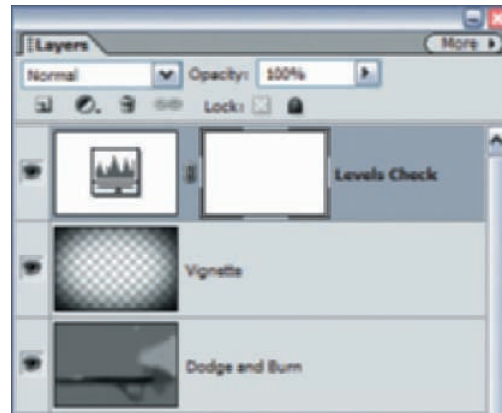 Layers
More
Normal
Opacity: 100%
Lock:
Levels Check
Vignette
Dodge and Burn